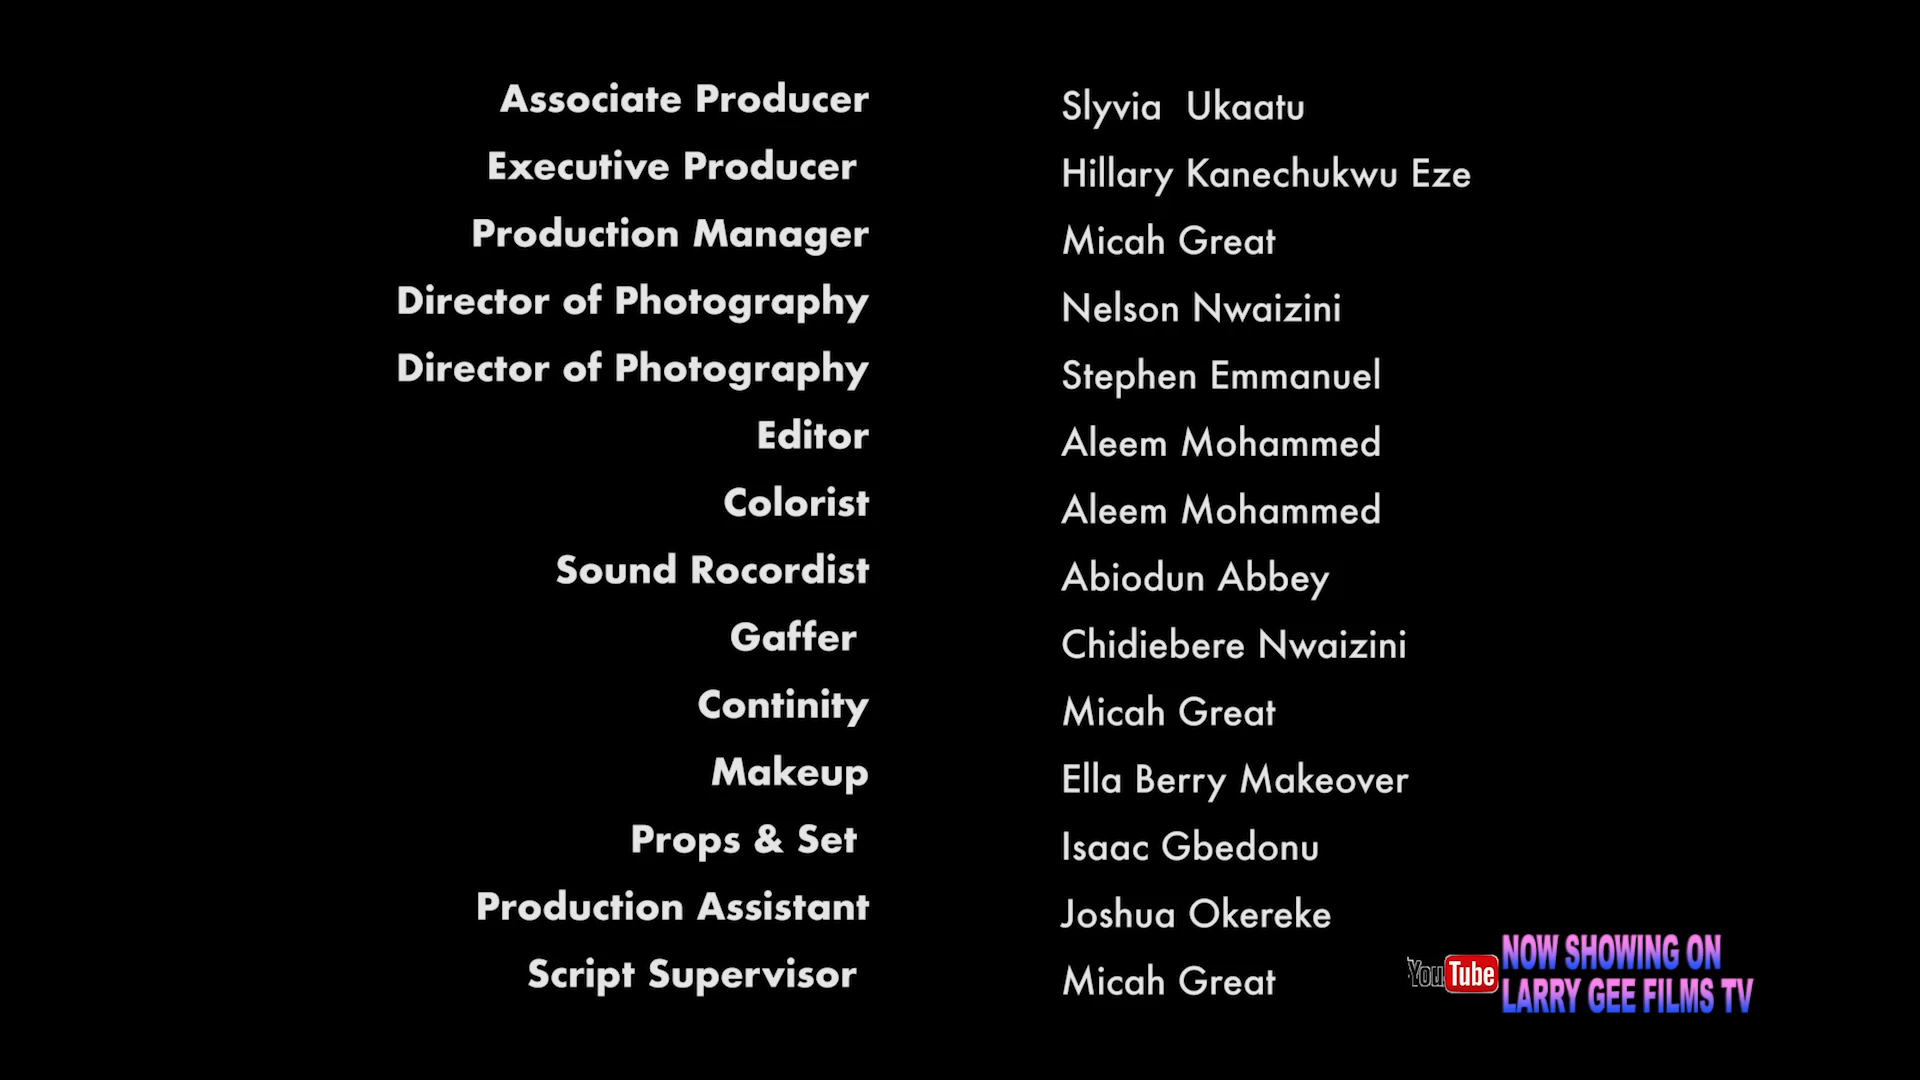 Associate Producer Slyvia Ukaatu
Executive Producer Hillary Kanechukwu Eze
Production Manager Micah Great
Director of Photography Nelson Nwaizini
Director of Photography Stephen Emmanuel
Editor Aleem Mohammed
Colorist Aleem Mohammed
Sound Rocordist Abiodun Abbey
Gaffer Chidiebere Nwaizini
Continity Micah Great
Makeup Ella Berry Makeover
Props & Set Isaac Gbedonu
Production Assistant Joshua Okereke
Script Supervisor Micah Great
YouTube
NOW SHOWING ON
LARRY GEE FILMS TV